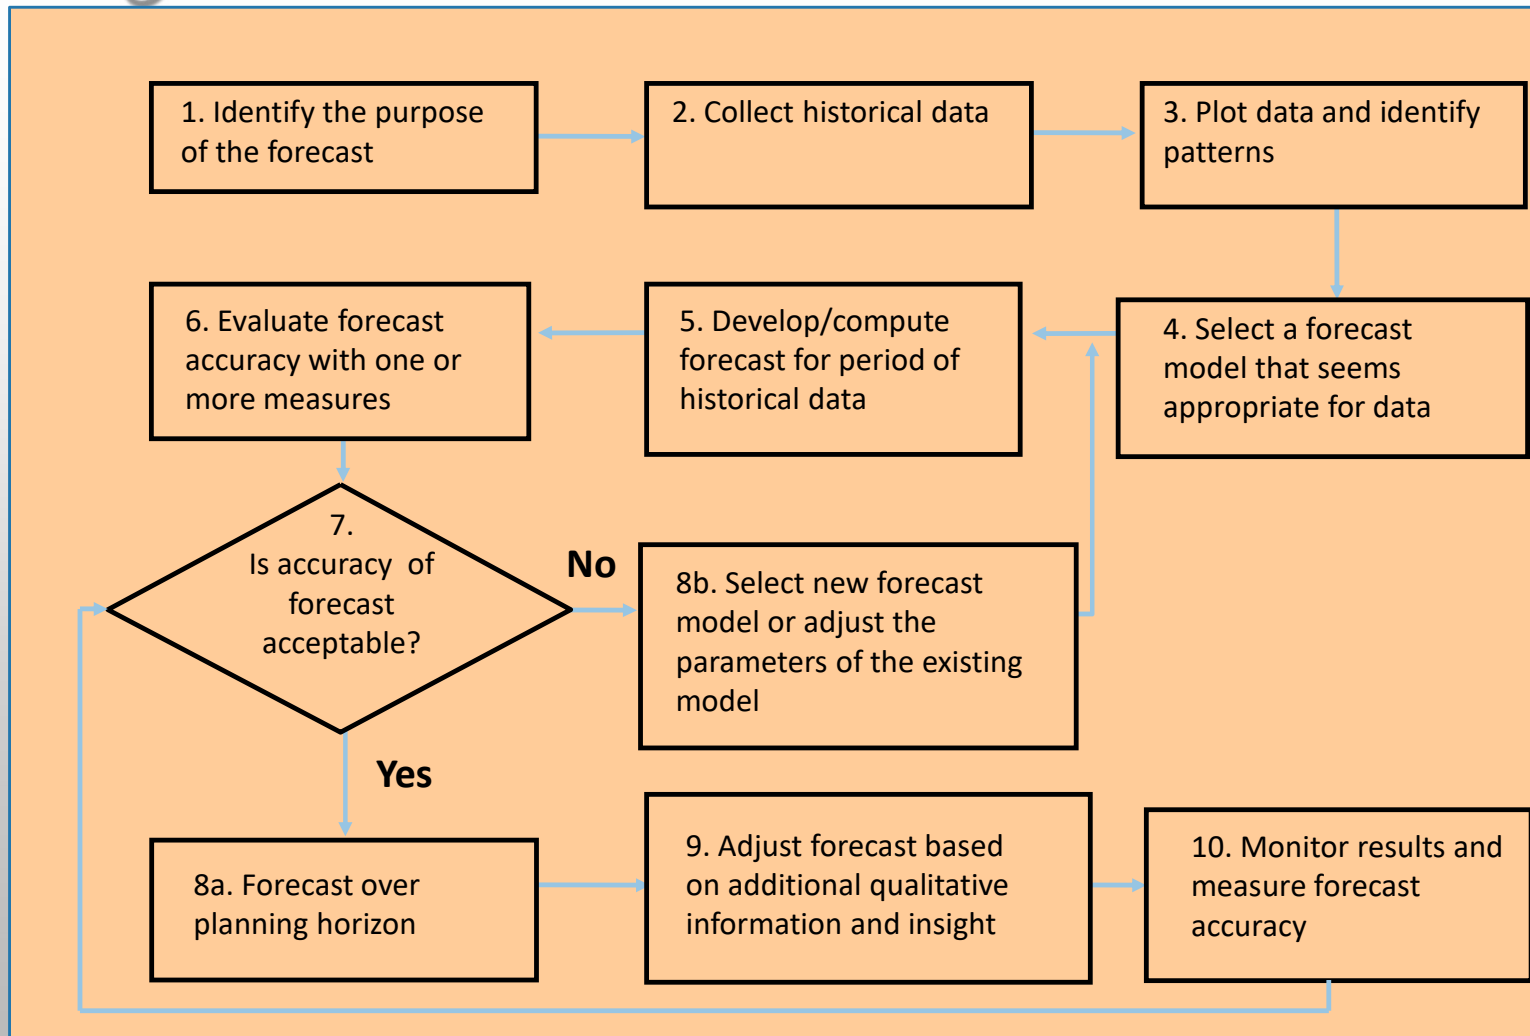 1. Identify the purpose
of the forecast
2. Collect historical data
3. Plot data and identify
patterns
4. Select a forecast
model that seems
appropriate for data
5. Develop/compute
forecast for period of
historical data
6. Evaluate forecast
accuracy with one or
more measures
7.
Is accuracy of
forecast
acceptable?
No
8b. Select new forecast
model or adjust the
parameters of the existing
model
Yes
8a. Forecast over
planning horizon
9. Adjust forecast based
on additional qualitative
information and insight
10. Monitor results and
measure forecast
accuracy